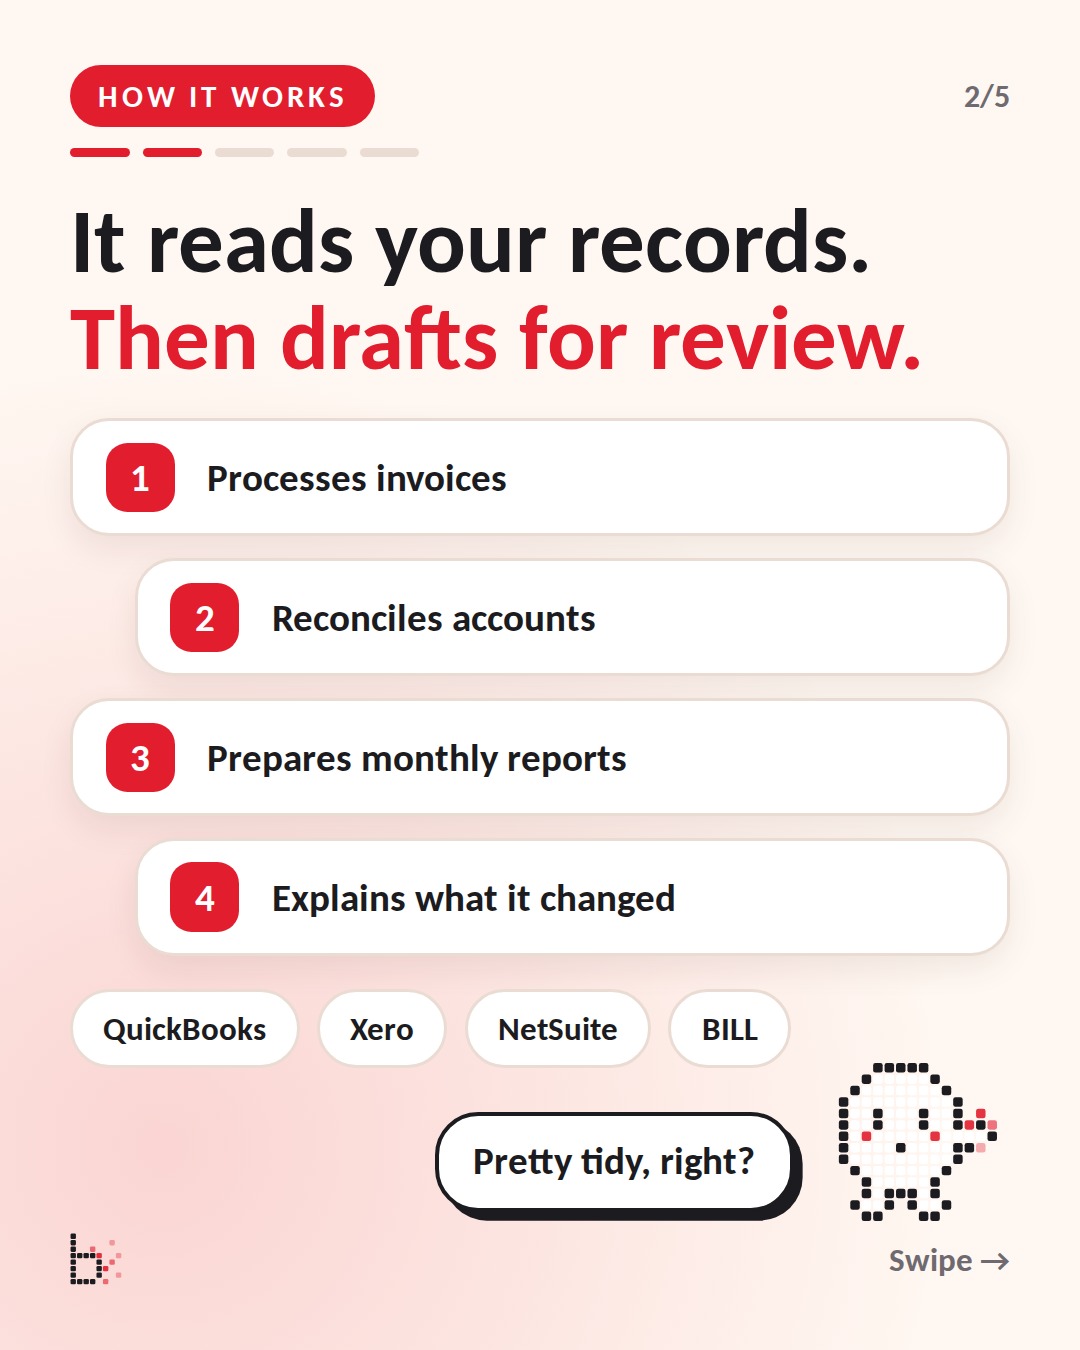 HOW IT WORKS
2/5
It reads your records.
Then drafts for review.
1 Processes invoices
2 Reconciles accounts
3 Prepares monthly reports
4 Explains what it changed
QuickBooks Xero NetSuite BILL
Pretty tidy, right?
b
Swipe →